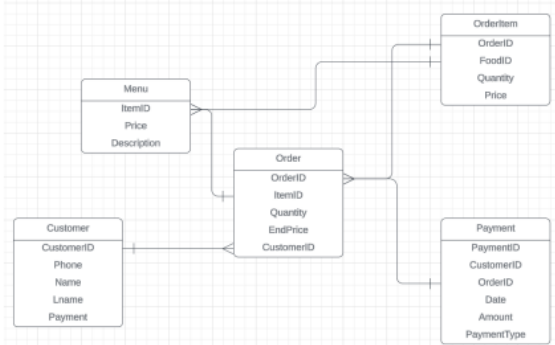 OrderItem
OrderID
FoodID
Quantity
Price
Menu
ItemID
Price
Description
Order
OrderID
ItemID
Quantity
EndPrice
CustomerID
Customer
CustomerID
Phone
Name
Lname
Payment
Payment
PaymentID
CustomerID
OrderID
Date
Amount
PaymentType